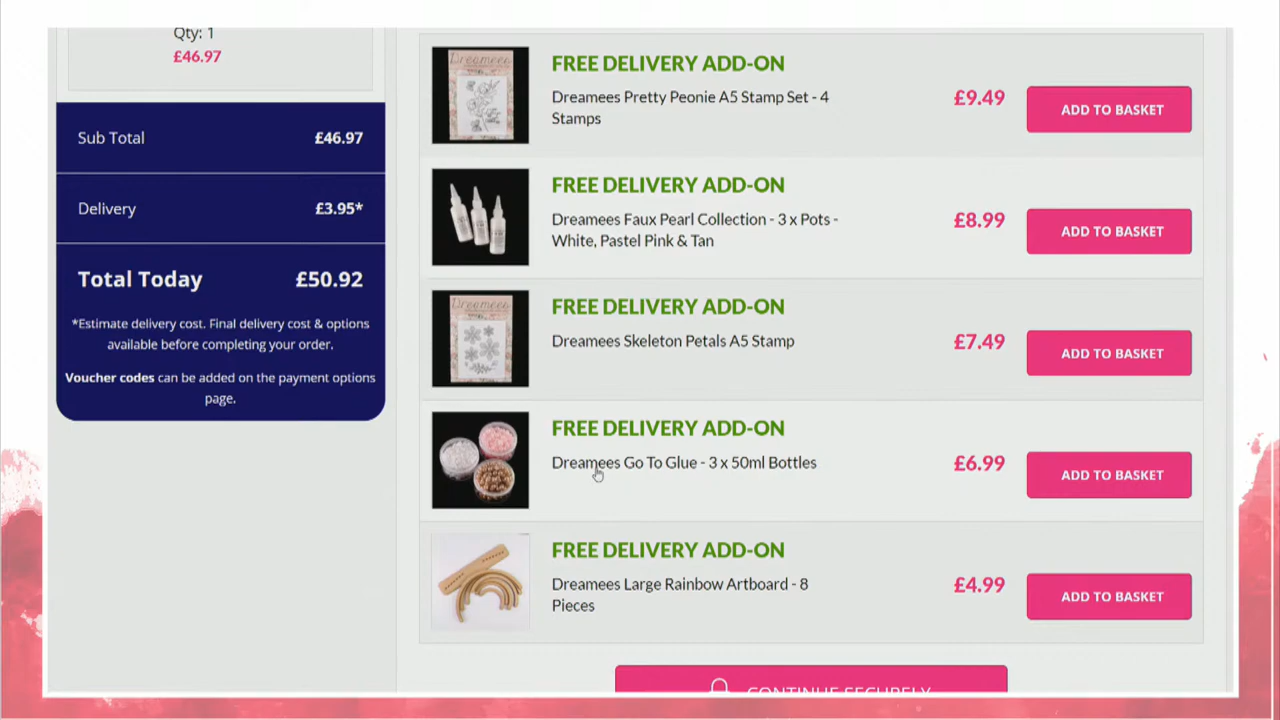 Qty: 1
£46.97
Sub Total £46.97
Delivery £3.95*
Total Today £50.92
*Estimate delivery cost. Final delivery cost & options
available before completing your order.
Voucher codes can be added on the payment options
page.
Dreamees
FREE DELIVERY ADD-ON
Dreamees Pretty Peonie A5 Stamp Set - 4
Stamps
£9.49
ADD TO BASKET
FREE DELIVERY ADD-ON
Dreamees Faux Pearl Collection - 3 x Pots -
White, Pastel Pink & Tan
£8.99
ADD TO BASKET
Dreamees
FREE DELIVERY ADD-ON
Dreamees Skeleton Petals A5 Stamp
£7.49
ADD TO BASKET
FREE DELIVERY ADD-ON
Dreamees Go To Glue - 3 x 50ml Bottles
£6.99
ADD TO BASKET
FREE DELIVERY ADD-ON
Dreamees Large Rainbow Artboard - 8
Pieces
£4.99
ADD TO BASKET
CONTINUE SECURELY